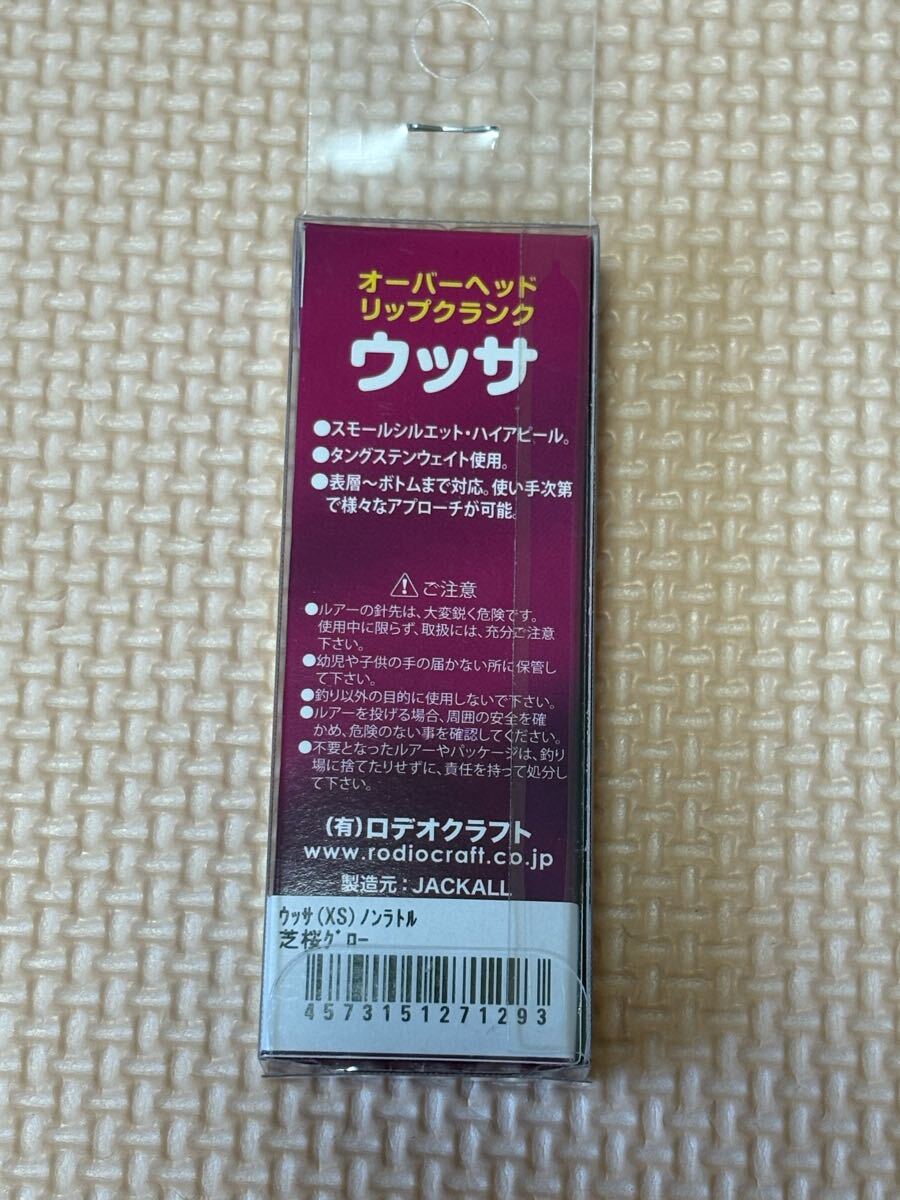 オーバーヘッド
リップクランク
ウッサ
●スモールシルエット・ハイアピール。
●タングステンウェイト使用。
●表層～ボトムまで対応。使い手次第
で様々なアプローチが可能。
⚠ご注意
●ルアーの針先は、大変鋭く危険です。
使用中に限らず、取扱には、充分ご注意
下さい。
●幼児や子供の手の届かない所に保管し
て下さい。
●釣り以外の目的に使用しないで下さい。
●ルアーを投げる場合、周囲の安全を確
かめ、危険のない事を確認してください。
●不要となったルアーやパッケージは、釣り
場に捨てたりせずに、責任を持って処分し
て下さい。
(有)ロデオクラフト
www.rodiocraft.co.jp
製造元：JACKALL
ウッサ(XS)ノンラトル
芝桜グロー
4573151271293